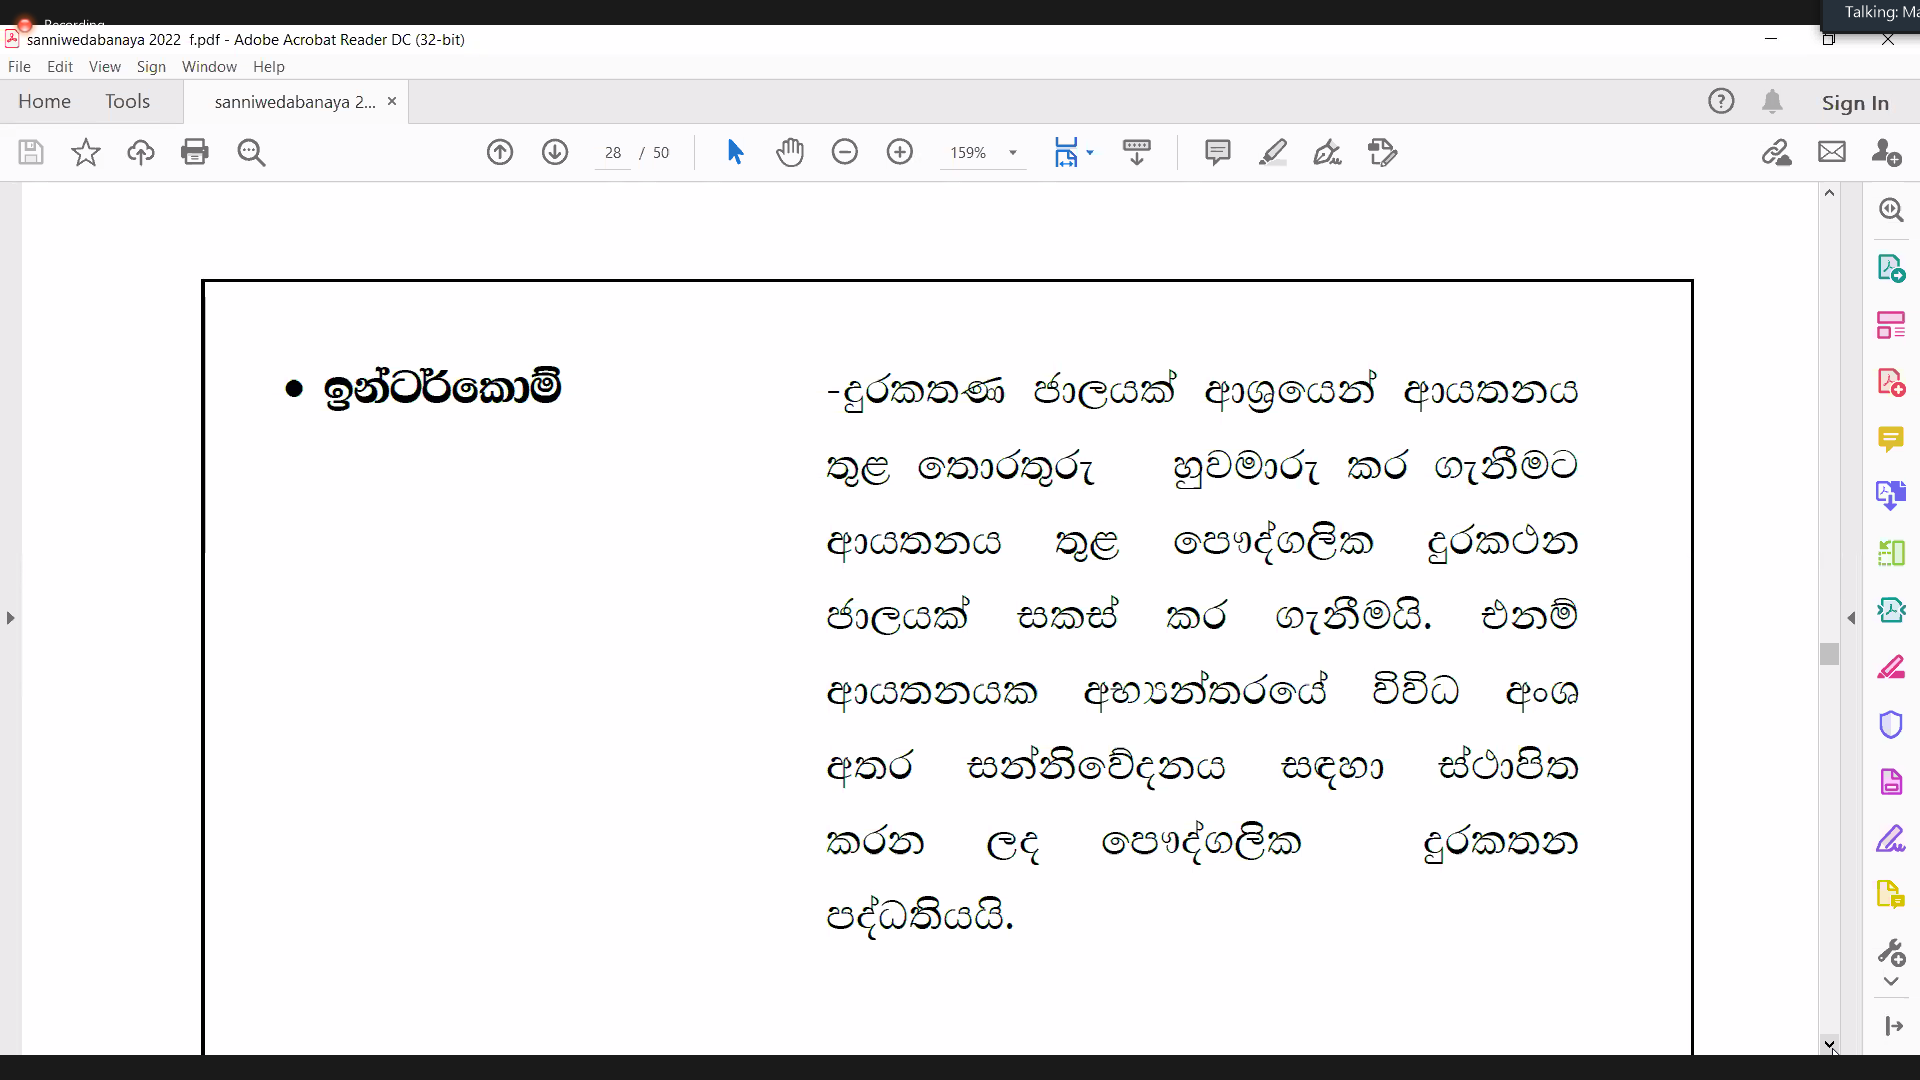 Recording
Talking: Ma
sanniwedabanaya 2022 f.pdf - Adobe Acrobat Reader DC (32-bit)
File Edit View Sign Window Help
Home Tools sanniwedabanaya 2... × Sign In
28 / 50 159%
• ඉන්ටර්කොම් -දුරකතණ ජාලයක් ආශ්‍රයෙන් ආයතනය
තුළ තොරතුරු හුවමාරු කර ගැනීමට
ආයතනය තුළ පෞද්ගලික දුරකථන
ජාලයක් සකස් කර ගැනීමයි. එනම්
ආයතනයක අභ්‍යන්තරයේ විවිධ අංශ
අතර සන්නිවේදනය සඳහා ස්ථාපිත
කරන ලද පෞද්ගලික දුරකතන
පද්ධතියයි.